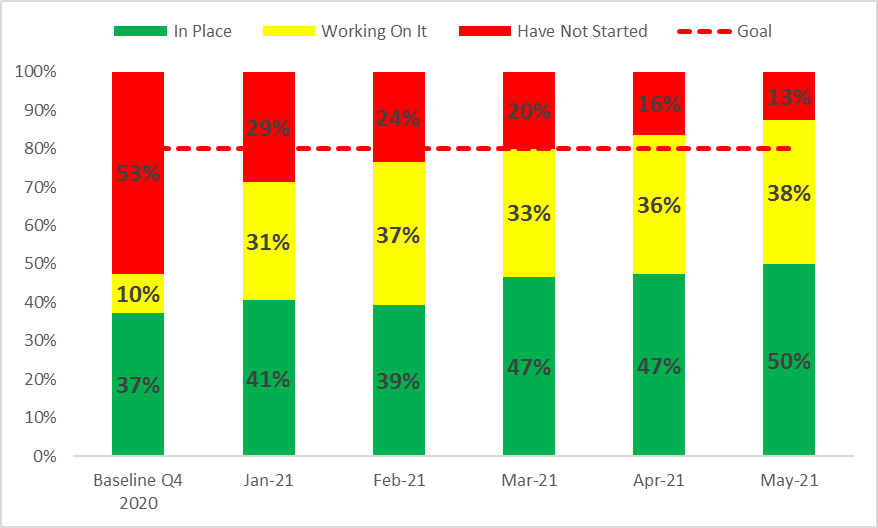 In Place Working On It Have Not Started Goal
100%
90%
80%
70%
60%
50%
40%
30%
20%
10%
0%
53% 29% 24% 20% 16% 13%
10% 31% 37% 33% 36% 38%
37% 41% 39% 47% 47% 50%
Baseline Q4 2020 Jan-21 Feb-21 Mar-21 Apr-21 May-21